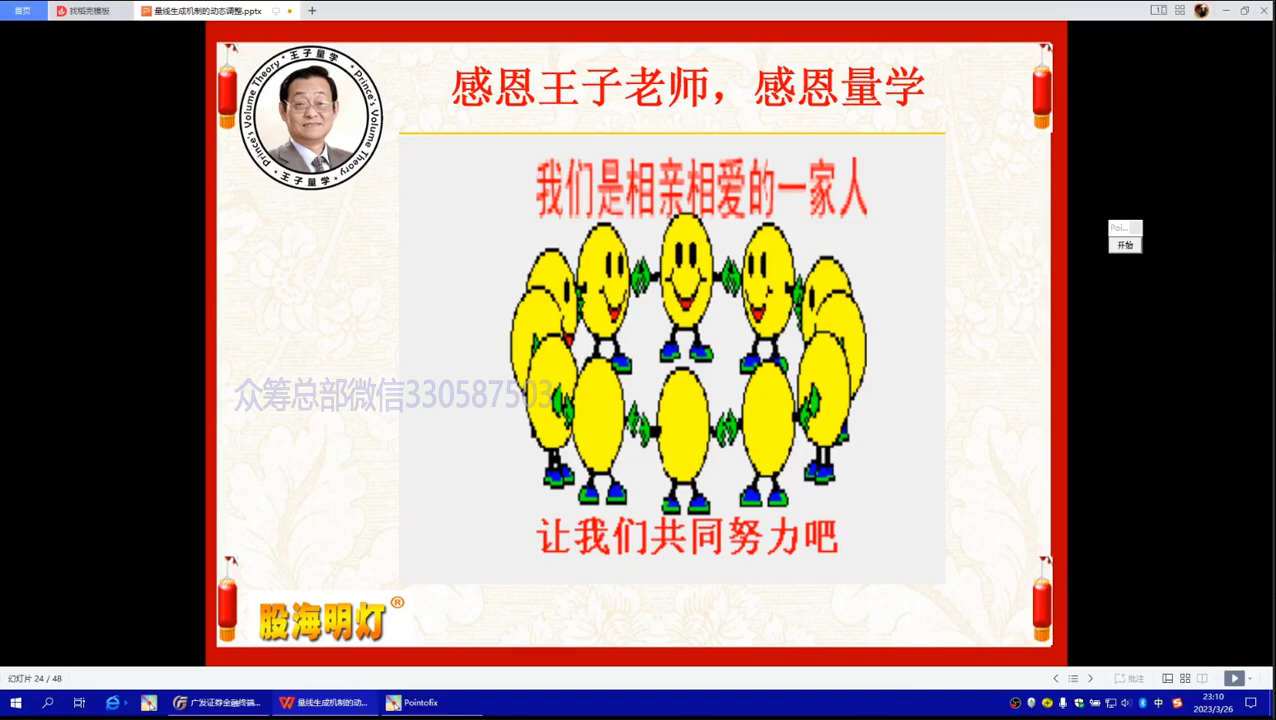 首页
找稻壳模板
量线生成机制的动态调整.pptx
王子量学
Prince's Volume Theory
Prince's Volume Theory
王子量学
感恩王子老师，感恩量学
我们是相亲相爱的一家人
Poi...
开始
众筹总部微信330587503
让我们共同努力吧
股海明灯®
幻灯片 24 / 48
批注
广发证券金融终端...
量线生成机制的动...
Pointofix
中
23:10
2023/3/26